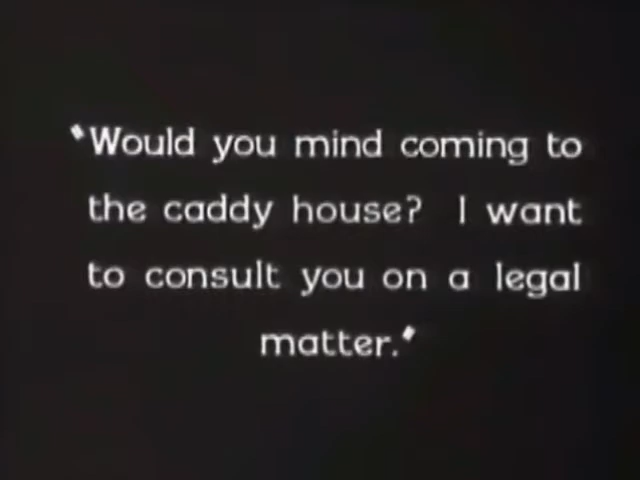 "Would you mind coming to
the caddy house? I want
to consult you on a legal
matter."